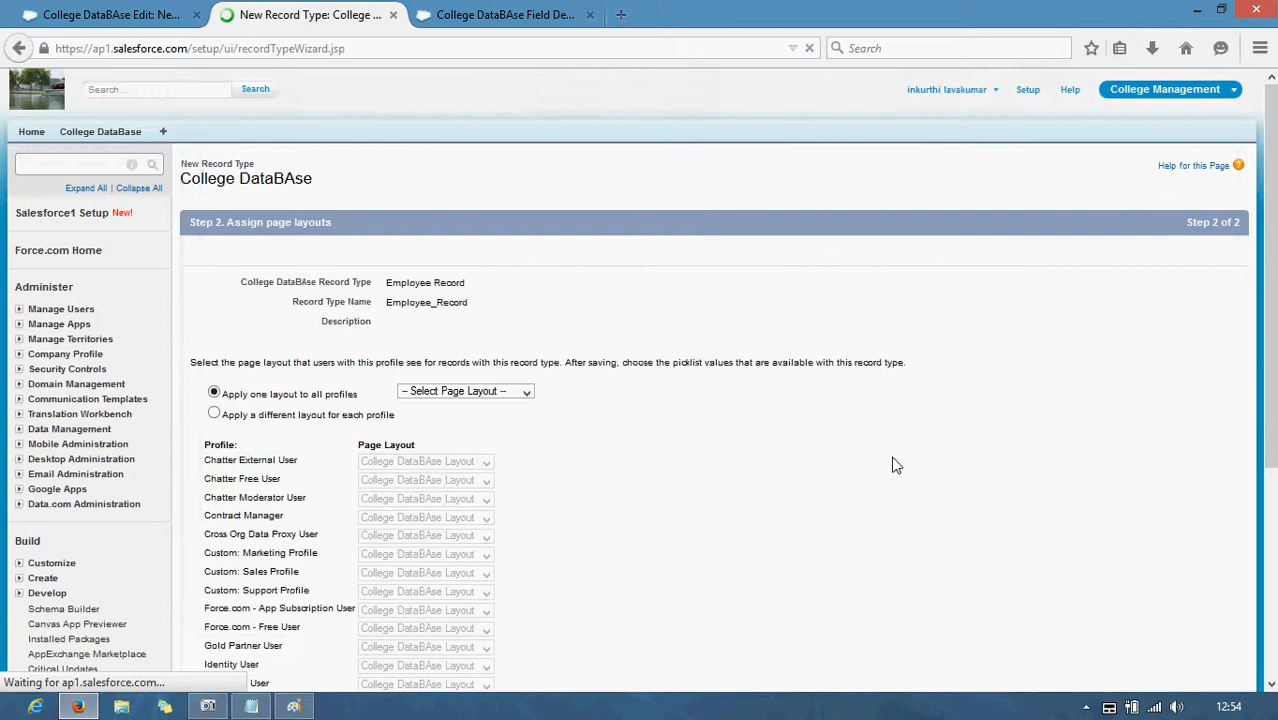 College DataBAse Edit: Ne...
New Record Type: College ...
College DataBAse Field De...
https://ap1.salesforce.com/setup/ui/recordTypeWizard.jsp
Search
Search...
Search
inkurthi lavakumar
Setup
Help
College Management
Home
College DataBase
Expand All | Collapse All
Salesforce1 Setup New!
Force.com Home
Administer
Manage Users
Manage Apps
Manage Territories
Company Profile
Security Controls
Domain Management
Communication Templates
Translation Workbench
Data Management
Mobile Administration
Desktop Administration
Email Administration
Google Apps
Data.com Administration
Build
Customize
Create
Develop
Schema Builder
Canvas App Previewer
Installed Packages
AppExchange Marketplace
Critical Updates
New Record Type
College DataBAse
Help for this Page
Step 2. Assign page layouts
Step 2 of 2
College DataBAse Record Type Employee Record
Record Type Name Employee_Record
Description
Select the page layout that users with this profile see for records with this record type. After saving, choose the picklist values that are available with this record type.
Apply one layout to all profiles -- Select Page Layout --
Apply a different layout for each profile
Profile: Page Layout
Chatter External User College DataBAse Layout
Chatter Free User College DataBAse Layout
Chatter Moderator User College DataBAse Layout
Contract Manager College DataBAse Layout
Cross Org Data Proxy User College DataBAse Layout
Custom: Marketing Profile College DataBAse Layout
Custom: Sales Profile College DataBAse Layout
Custom: Support Profile College DataBAse Layout
Force.com - App Subscription User College DataBAse Layout
Force.com - Free User College DataBAse Layout
Gold Partner User College DataBAse Layout
Identity User College DataBAse Layout
User College DataBAse Layout
Waiting for ap1.salesforce.com...
12:54